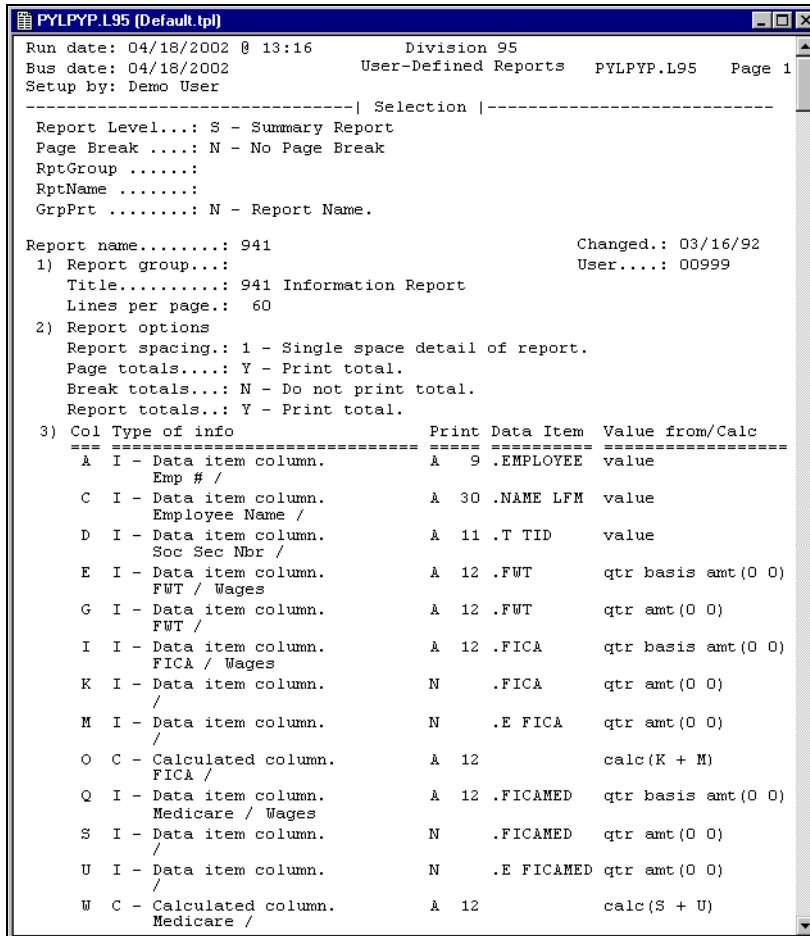 PYLPYP.L95 (Default.tpl)
Run date: 04/18/2002 @ 13:16 Division 95
Bus date: 04/18/2002 User-Defined Reports PYLPYP.L95 Page 1
Setup by: Demo User
---------------------------------| Selection |-----------------------------
Report Level...: S - Summary Report
Page Break ....: N - No Page Break
RptGroup ......:
RptName .......:
GrpPrt ........: N - Report Name.
Report name........: 941 Changed.: 03/16/92
1) Report group...: User....: 00999
Title..........: 941 Information Report
Lines per page.: 60
2) Report options
Report spacing.: 1 - Single space detail of report.
Page totals....: Y - Print total.
Break totals...: N - Do not print total.
Report totals..: Y - Print total.
3) Col Type of info Print Data Item Value from/Calc
=== =============================== ===== ========== ==================
A I - Data item column. A 9 .EMPLOYEE value
Emp # /
C I - Data item column. A 30 .NAME LFM value
Employee Name /
D I - Data item column. A 11 .T TID value
Soc Sec Nbr /
E I - Data item column. A 12 .FWT qtr basis amt(0 0)
FWT / Wages
G I - Data item column. A 12 .FWT qtr amt(0 0)
FWT /
I I - Data item column. A 12 .FICA qtr basis amt(0 0)
FICA / Wages
K I - Data item column. N .FICA qtr amt(0 0)
/
M I - Data item column. N .E FICA qtr amt(0 0)
/
O C - Calculated column. A 12 calc(K + M)
FICA /
Q I - Data item column. A 12 .FICAMED qtr basis amt(0 0)
Medicare / Wages
S I - Data item column. N .FICAMED qtr amt(0 0)
/
U I - Data item column. N .E FICAMED qtr amt(0 0)
/
W C - Calculated column. A 12 calc(S + U)
Medicare /